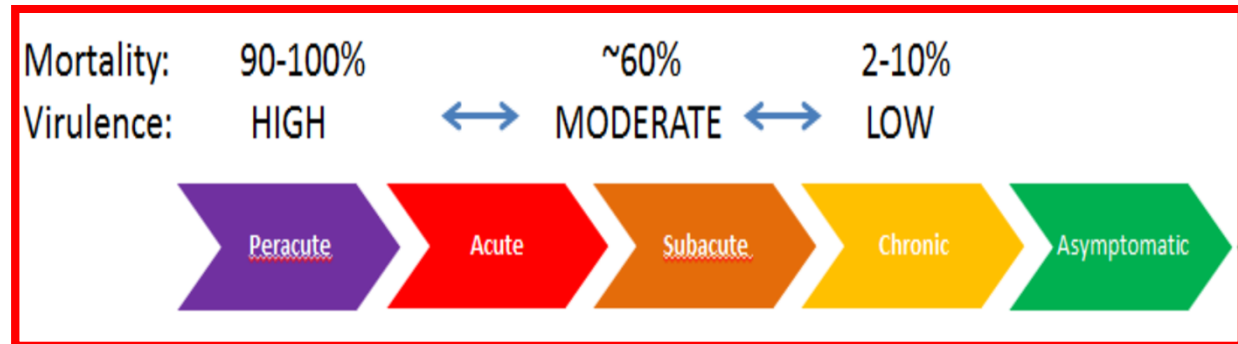 Mortality: 90-100% ~60% 2-10%
Virulence: HIGH MODERATE LOW
Peracute Acute Subacute Chronic Asymptomatic